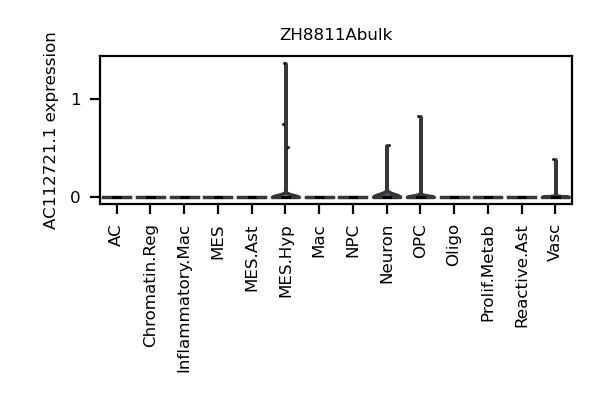 ZH8811Abulk
AC112721.1 expression
1
0
AC
Chromatin.Reg
Inflammatory.Mac
MES
MES.Ast
MES.Hyp
Mac
NPC
Neuron
OPC
Oligo
Prolif.Metab
Reactive.Ast
Vasc